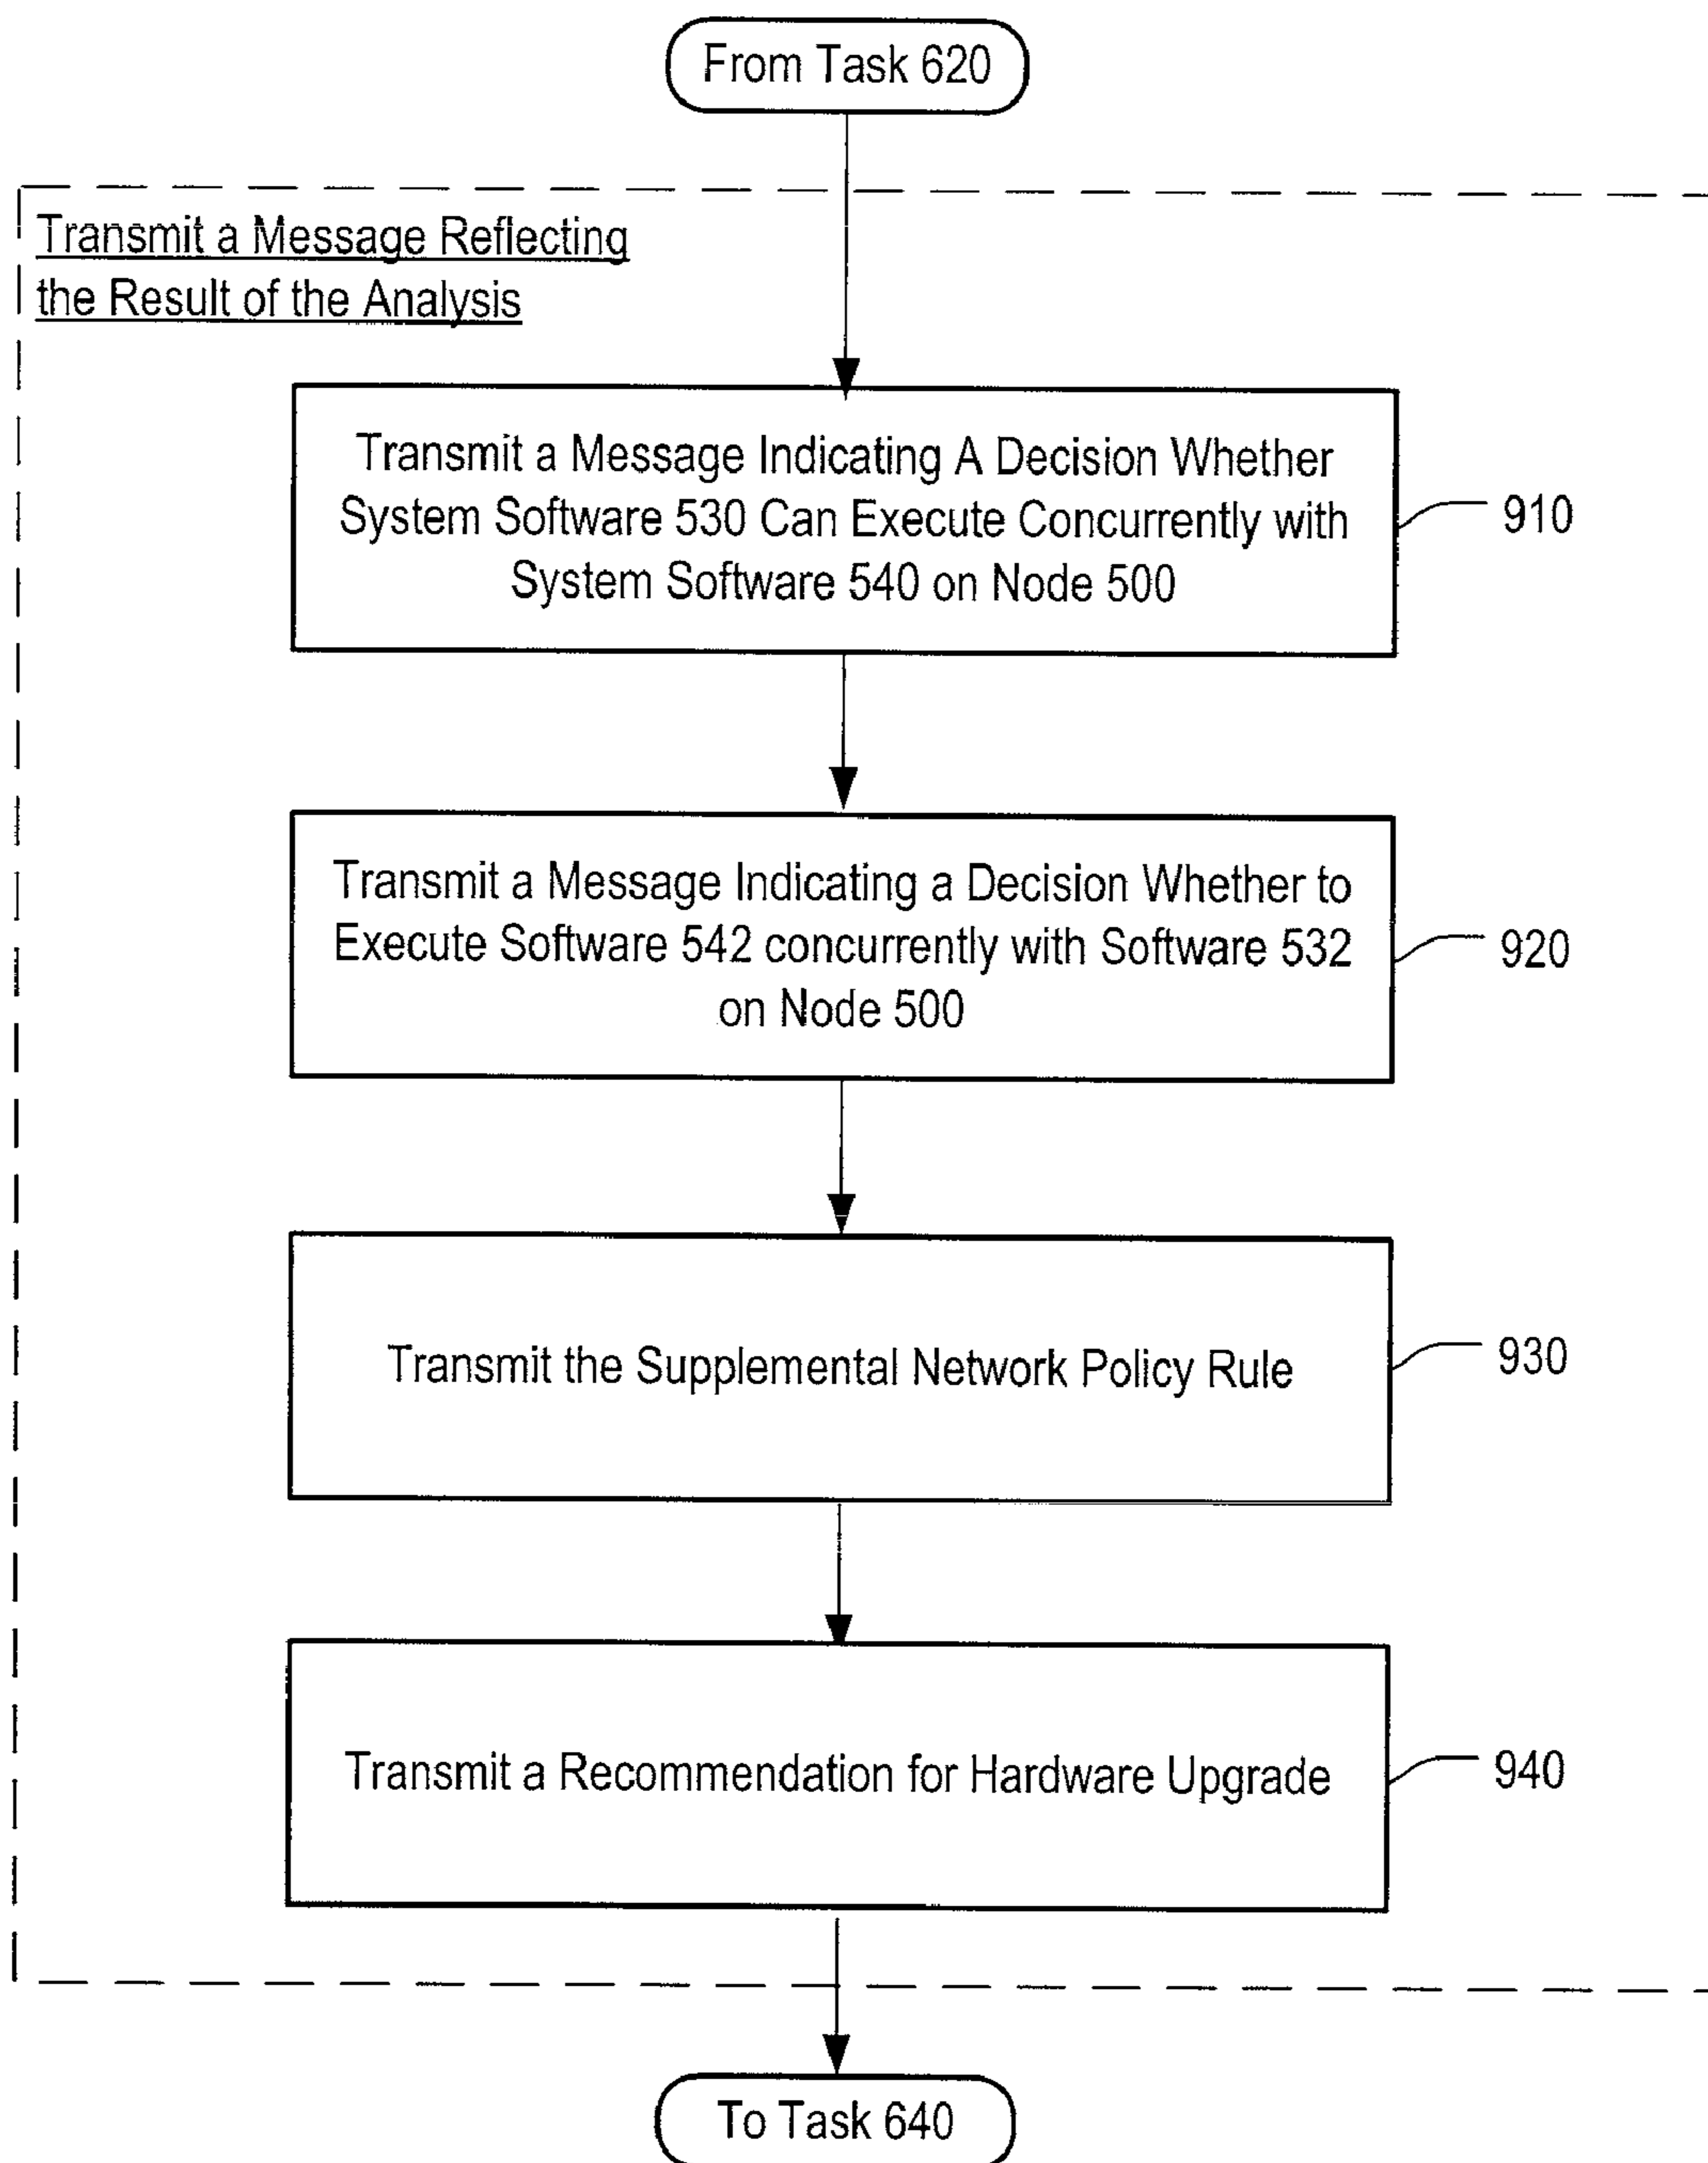 From Task 620
Transmit a Message Reflecting
the Result of the Analysis
Transmit a Message Indicating A Decision Whether
System Software 530 Can Execute Concurrently with
System Software 540 on Node 500
910
Transmit a Message Indicating a Decision Whether to
Execute Software 542 concurrently with Software 532
on Node 500
920
Transmit the Supplemental Network Policy Rule
930
Transmit a Recommendation for Hardware Upgrade
940
To Task 640